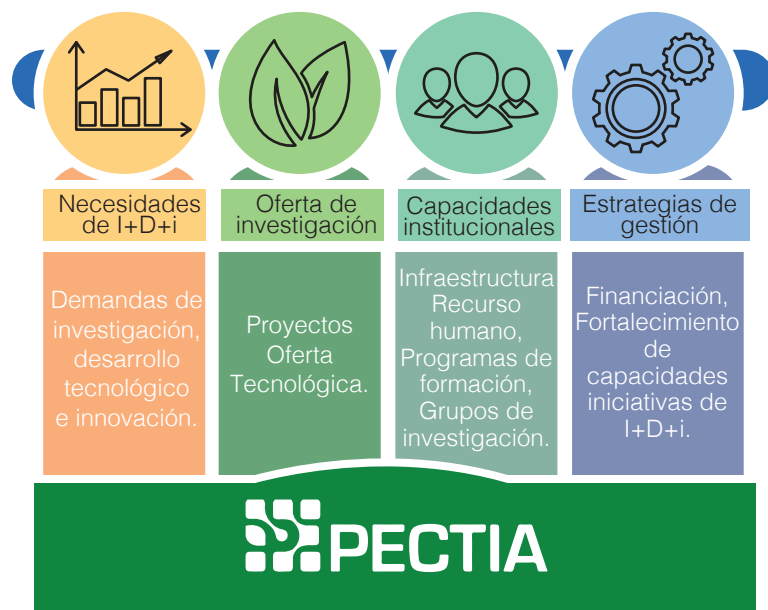 Necesidades
de I+D+i
Oferta de
investigación
Capacidades
institucionales
Estrategias de
gestión
Demandas de
investigación,
desarrollo
tecnológico
e innovación.
Proyectos
Oferta
Tecnológica.
Infraestructura
Recurso
humano,
Programas de
formación,
Grupos de
investigación.
Financiación,
Fortalecimiento
de
capacidades
iniciativas de
I+D+i.
PECTIA